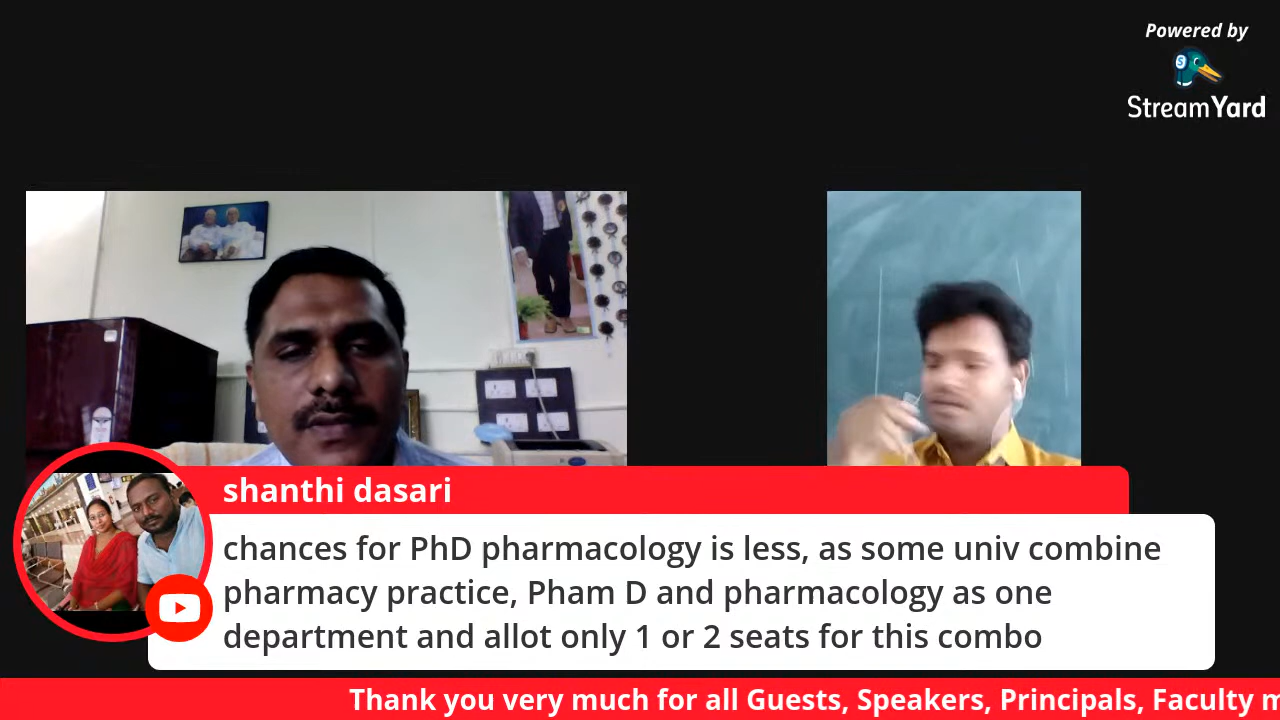 Powered by
StreamYard
shanthi dasari
chances for PhD pharmacology is less, as some univ combine
pharmacy practice, Pham D and pharmacology as one
department and allot only 1 or 2 seats for this combo
Thank you very much for all Guests, Speakers, Principals, Faculty m